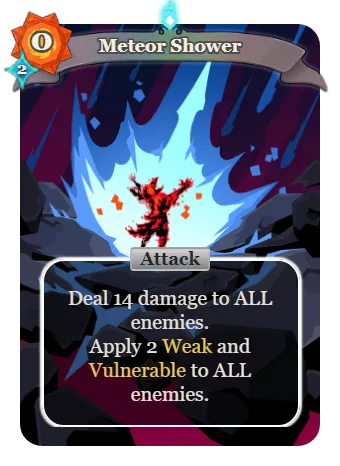 0
Meteor Shower
2
Attack
Deal 14 damage to ALL
enemies.
Apply 2 Weak and
Vulnerable to ALL
enemies.